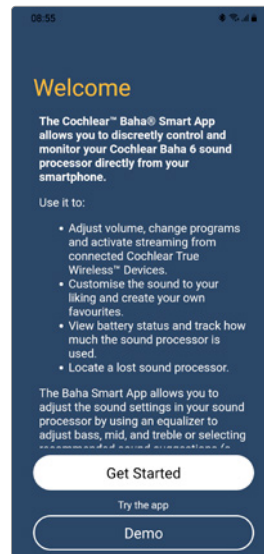 08:55
Welcome
The Cochlear™ Baha® Smart App
allows you to discreetly control and
monitor your Cochlear Baha 6 sound
processor directly from your
smartphone.
Use it to:
• Adjust volume, change programs
and activate streaming from
connected Cochlear True
Wireless™ Devices.
• Customise the sound to your
liking and create your own
favourites.
• View battery status and track how
much the sound processor is
used.
• Locate a lost sound processor.
The Baha Smart App allows you to
adjust the sound settings in your sound
processor by using an equalizer to
adjust bass, mid, and treble or selecting
recommended sound suggestions (a
Get Started
Try the app
Demo